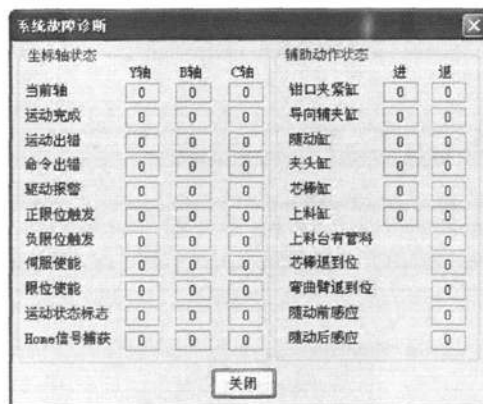 系统故障诊断
坐标轴状态
Y轴 B轴 C轴
当前轴 0 0 0
运动完成 0 0 0
运动出错 0 0 0
命令出错 0 0 0
驱动报警 0 0 0
正限位触发 0 0 0
负限位触发 0 0 0
伺服使能 0 0 0
限位使能 0 0 0
运动状态标志 0 0 0
Home信号捕获 0 0 0
辅助动作状态
进 退
钳口夹紧缸 0 0
导向辅夹缸 0 0
随动缸 0 0
夹头缸 0 0
芯棒缸 0 0
上料缸 0 0
上料台有管料 0
芯棒退到位 0
弯曲臂退到位 0
随动前感应 0
随动后感应 0
关闭